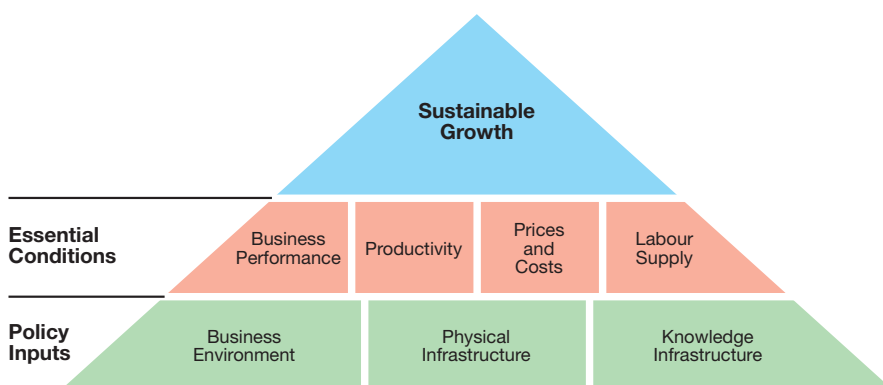 Sustainable
Growth
Essential
Conditions
Business
Performance
Productivity
Prices
and
Costs
Labour
Supply
Policy
Inputs
Business
Environment
Physical
Infrastructure
Knowledge
Infrastructure